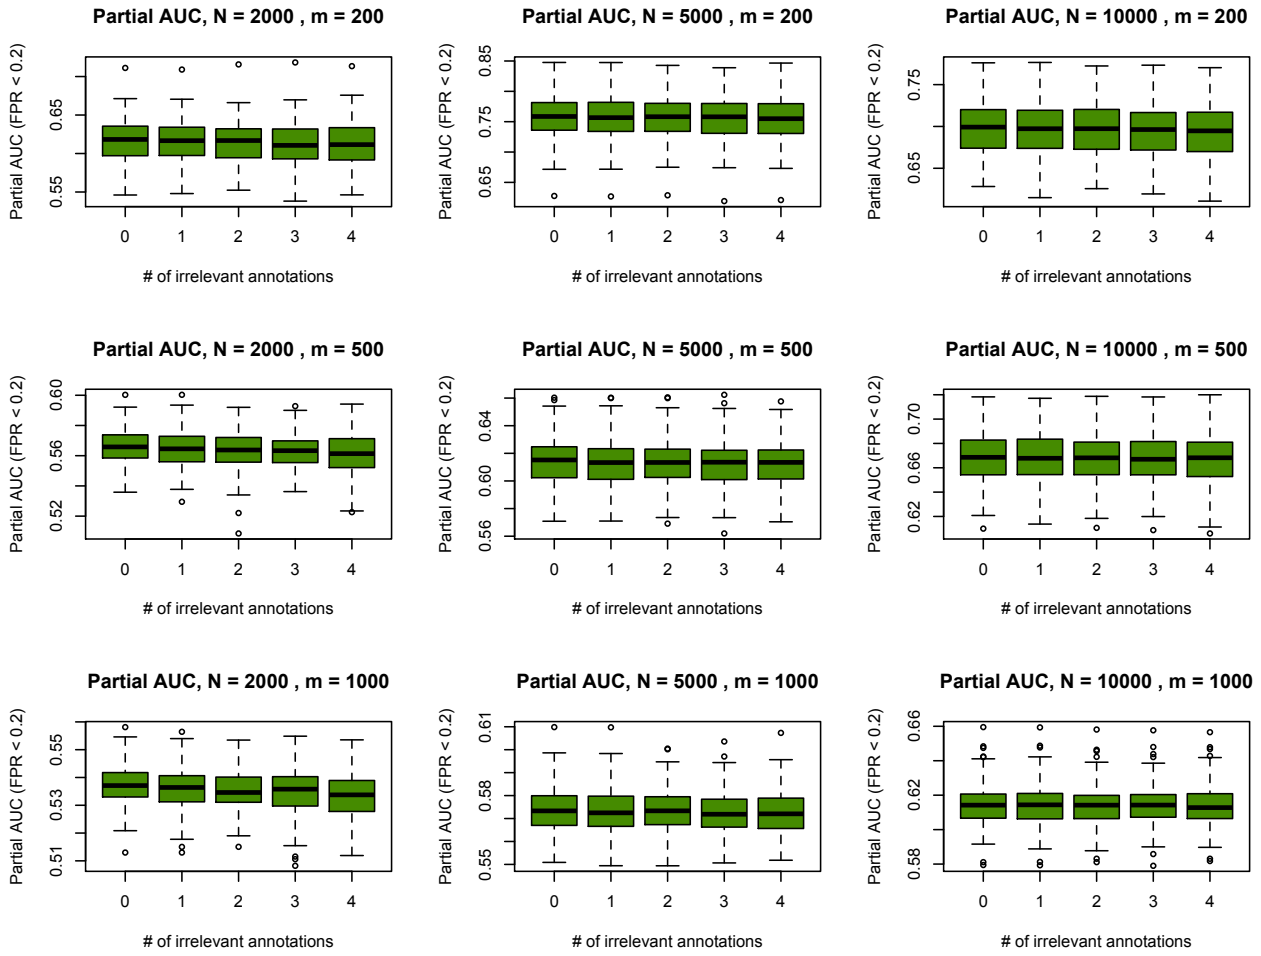 Partial AUC, N = 2000 , m = 200
Partial AUC (FPR < 0.2)
0.65
0.55
0 1 2 3 4
# of irrelevant annotations
Partial AUC, N = 5000 , m = 200
Partial AUC (FPR < 0.2)
0.85
0.75
0.65
0 1 2 3 4
# of irrelevant annotations
Partial AUC, N = 10000 , m = 200
Partial AUC (FPR < 0.2)
0.75
0.65
0 1 2 3 4
# of irrelevant annotations
Partial AUC, N = 2000 , m = 500
Partial AUC (FPR < 0.2)
0.60
0.56
0.52
0 1 2 3 4
# of irrelevant annotations
Partial AUC, N = 5000 , m = 500
Partial AUC (FPR < 0.2)
0.64
0.60
0.56
0 1 2 3 4
# of irrelevant annotations
Partial AUC, N = 10000 , m = 500
Partial AUC (FPR < 0.2)
0.70
0.66
0.62
0 1 2 3 4
# of irrelevant annotations
Partial AUC, N = 2000 , m = 1000
Partial AUC (FPR < 0.2)
0.55
0.53
0.51
0 1 2 3 4
# of irrelevant annotations
Partial AUC, N = 5000 , m = 1000
Partial AUC (FPR < 0.2)
0.61
0.58
0.55
0 1 2 3 4
# of irrelevant annotations
Partial AUC, N = 10000 , m = 1000
Partial AUC (FPR < 0.2)
0.66
0.62
0.58
0 1 2 3 4
# of irrelevant annotations